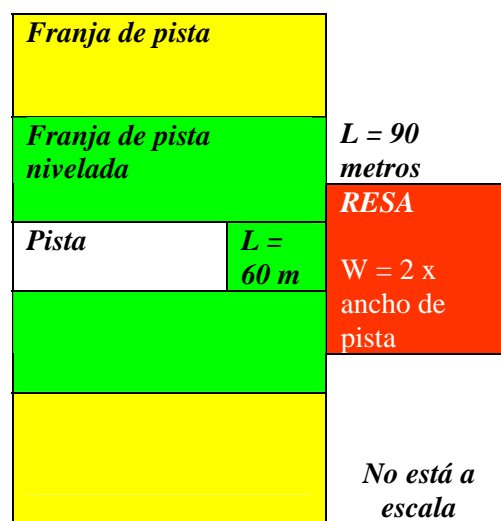 Franja de pista
Franja de pista
nivelada
L = 90
metros
RESA
Pista
L =
60 m
W = 2 x
ancho de
pista
No está a
escala